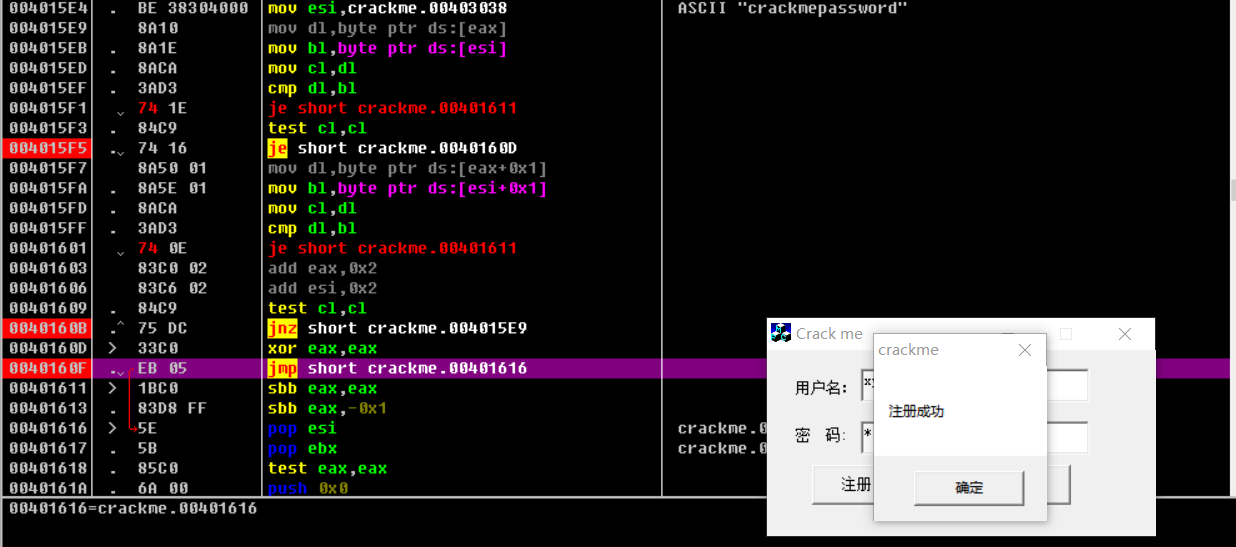 004015E4 . BE 38304000 mov esi,crackme.00403038 ASCII "crackmepassword"
004015E9 8A10 mov dl,byte ptr ds:[eax]
004015EB . 8A1E mov bl,byte ptr ds:[esi]
004015ED . 8ACA mov cl,dl
004015EF . 3AD3 cmp dl,bl
004015F1 74 1E je short crackme.00401611
004015F3 . 84C9 test cl,cl
004015F5 . 74 16 je short crackme.0040160D
004015F7 8A50 01 mov dl,byte ptr ds:[eax+0x1]
004015FA . 8A5E 01 mov bl,byte ptr ds:[esi+0x1]
004015FD . 8ACA mov cl,dl
004015FF . 3AD3 cmp dl,bl
00401601 74 0E je short crackme.00401611
00401603 83C0 02 add eax,0x2
00401606 83C6 02 add esi,0x2
00401609 . 84C9 test cl,cl
0040160B .^ 75 DC jnz short crackme.004015E9
0040160D > 33C0 xor eax,eax
0040160F . EB 05 jmp short crackme.00401616
00401611 > 1BC0 sbb eax,eax
00401613 . 83D8 FF sbb eax,-0x1
00401616 > 5E pop esi crackme.0
00401617 . 5B pop ebx crackme.0
00401618 . 85C0 test eax,eax
0040161A . 6A 00 push 0x0
00401616=crackme.00401616
Crack me
crackme
用户名:
注册成功
密 码: *
注册
确定